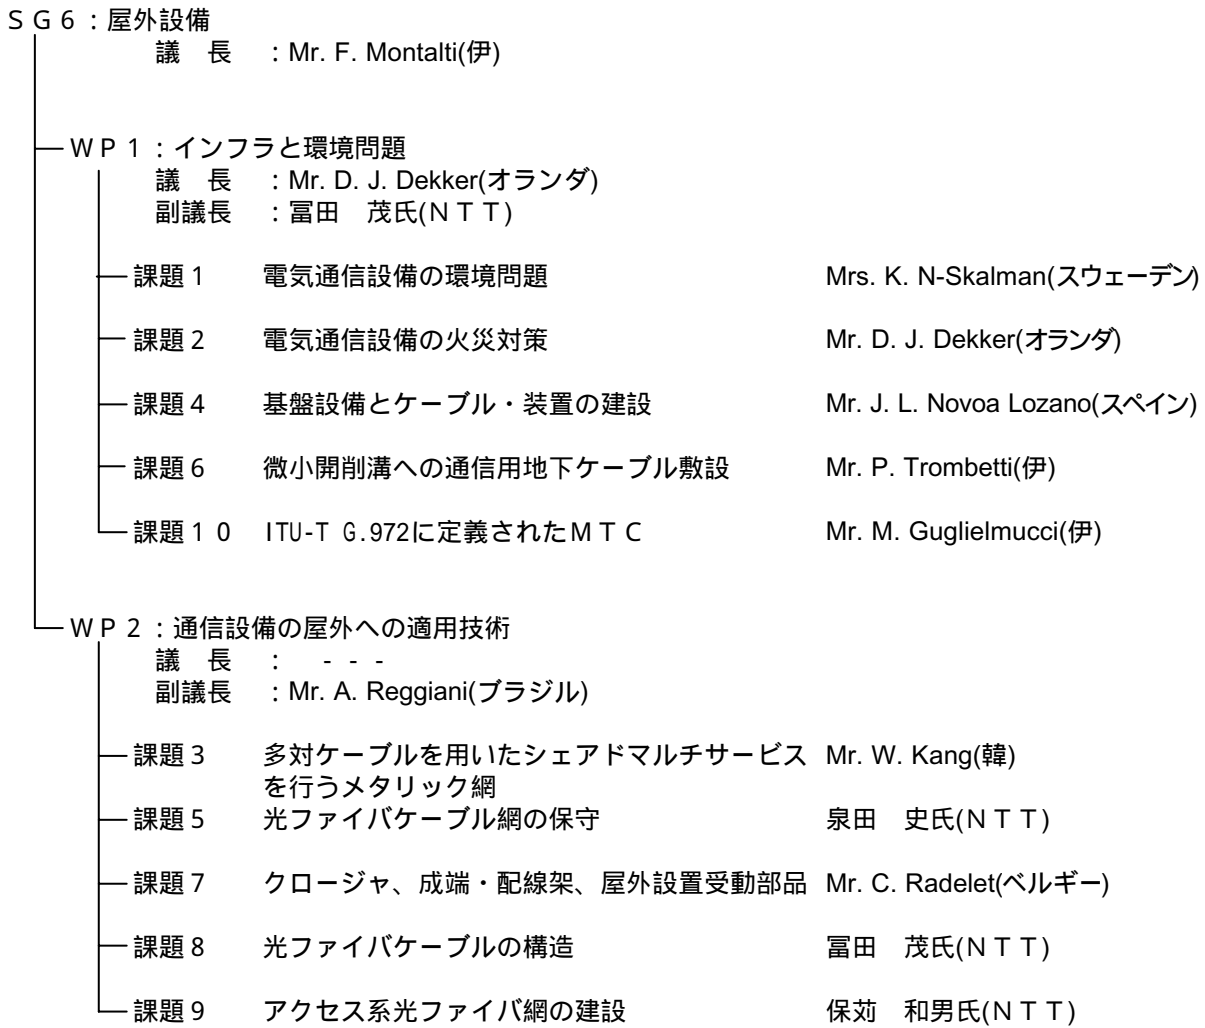 ＳＧ６：屋外設備
議　長　：Mr. F. Montalti(伊)
ＷＰ１：インフラと環境問題
議　長　：Mr. D. J. Dekker(オランダ)
副議長　：冨田　茂氏(ＮＴＴ)
課題１　電気通信設備の環境問題　Mrs. K. N-Skalman(スウェーデン)
課題２　電気通信設備の火災対策　Mr. D. J. Dekker(オランダ)
課題４　基盤設備とケーブル・装置の建設　Mr. J. L. Novoa Lozano(スペイン)
課題６　微小開削溝への通信用地下ケーブル敷設　Mr. P. Trombetti(伊)
課題１０　ITU-T G.972に定義されたＭＴＣ　Mr. M. Guglielmucci(伊)
ＷＰ２：通信設備の屋外への適用技術
議　長　：　- - -
副議長　：Mr. A. Reggiani(ブラジル)
課題３　多対ケーブルを用いたシェアドマルチサービス　Mr. W. Kang(韓)
を行うメタリック網
課題５　光ファイバケーブル網の保守　泉田　史氏(ＮＴＴ)
課題７　クロージャ、成端・配線架、屋外設置受動部品　Mr. C. Radelet(ベルギー)
課題８　光ファイバケーブルの構造　冨田　茂氏(ＮＴＴ)
課題９　アクセス系光ファイバ網の建設　保苅　和男氏(ＮＴＴ)